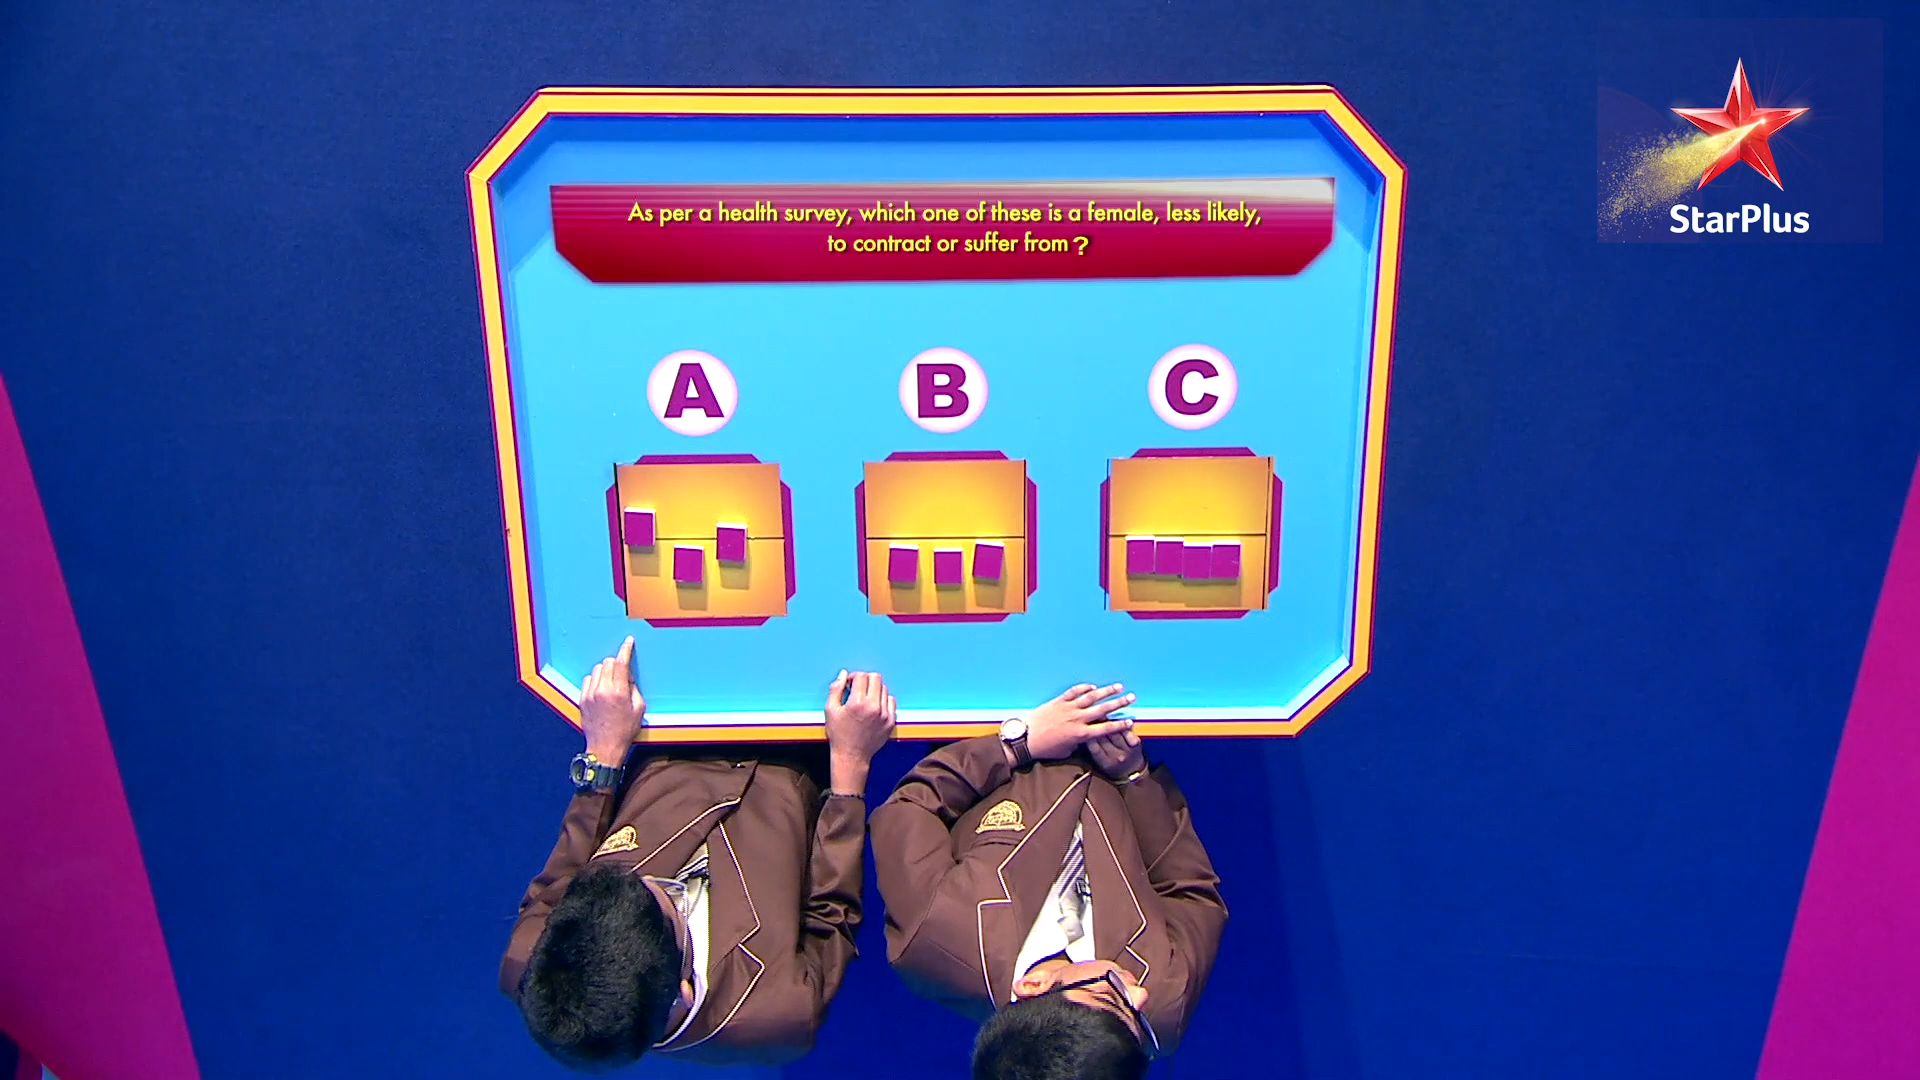 StarPlus
As per a health survey, which one of these is a female, less likely,
to contract or suffer from ?
A
B
C